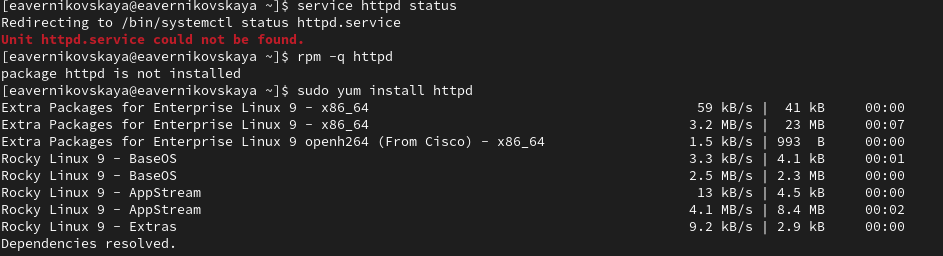 [eavernikovskaya@eavernikovskaya ~]$ service httpd status
Redirecting to /bin/systemctl status httpd.service
Unit httpd.service could not be found.
[eavernikovskaya@eavernikovskaya ~]$ rpm -q httpd
package httpd is not installed
[eavernikovskaya@eavernikovskaya ~]$ sudo yum install httpd
Extra Packages for Enterprise Linux 9 - x86_64 59 kB/s | 41 kB 00:00
Extra Packages for Enterprise Linux 9 - x86_64 3.2 MB/s | 23 MB 00:07
Extra Packages for Enterprise Linux 9 openh264 (From Cisco) - x86_64 1.5 kB/s | 993 B 00:00
Rocky Linux 9 - BaseOS 3.3 kB/s | 4.1 kB 00:01
Rocky Linux 9 - BaseOS 2.5 MB/s | 2.3 MB 00:00
Rocky Linux 9 - AppStream 13 kB/s | 4.5 kB 00:00
Rocky Linux 9 - AppStream 4.1 MB/s | 8.4 MB 00:02
Rocky Linux 9 - Extras 9.2 kB/s | 2.9 kB 00:00
Dependencies resolved.